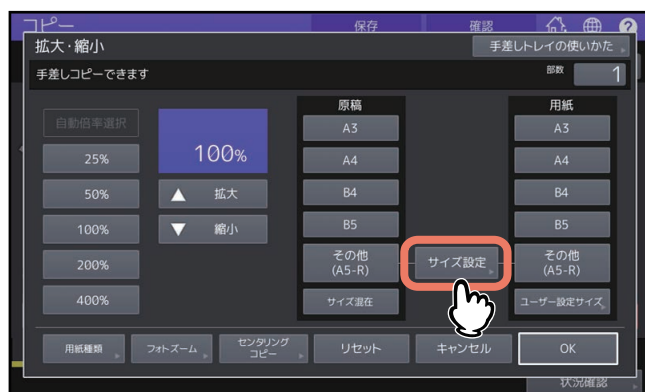 コピー
保存
確認
?
拡大・縮小
手差しトレイの使いかた
手差しコピーできます
部数
1
原稿
用紙
自動倍率選択
100%
A3
A3
25%
A4
A4
50%
拡大
B4
B4
100%
縮小
B5
B5
200%
その他
(A5-R)
サイズ設定
その他
(A5-R)
400%
サイズ混在
ユーザー設定サイズ
用紙種類
フォトズーム
センタリング
コピー
リセット
キャンセル
OK
状況確認